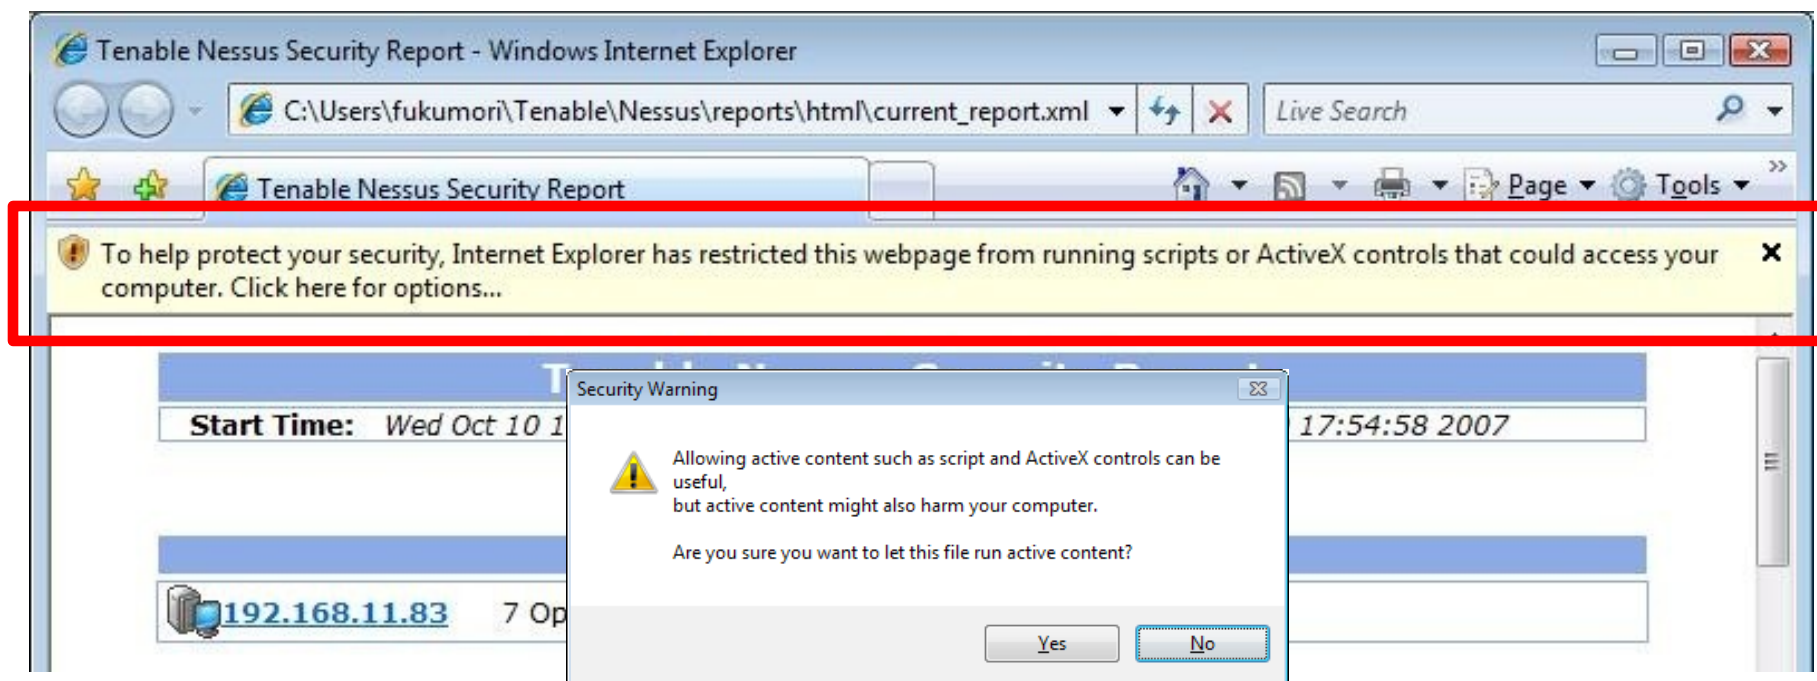 Tenable Nessus Security Report - Windows Internet Explorer
C:\Users\fukumori\Tenable\Nessus\reports\html\current_report.xml
Live Search
Tenable Nessus Security Report
Page
Tools
To help protect your security, Internet Explorer has restricted this webpage from running scripts or ActiveX controls that could access your
computer. Click here for options...
Security Warning
Start Time: Wed Oct 10 1
17:54:58 2007
Allowing active content such as script and ActiveX controls can be
useful,
but active content might also harm your computer.
Are you sure you want to let this file run active content?
192.168.11.83 7 Op
Yes
No